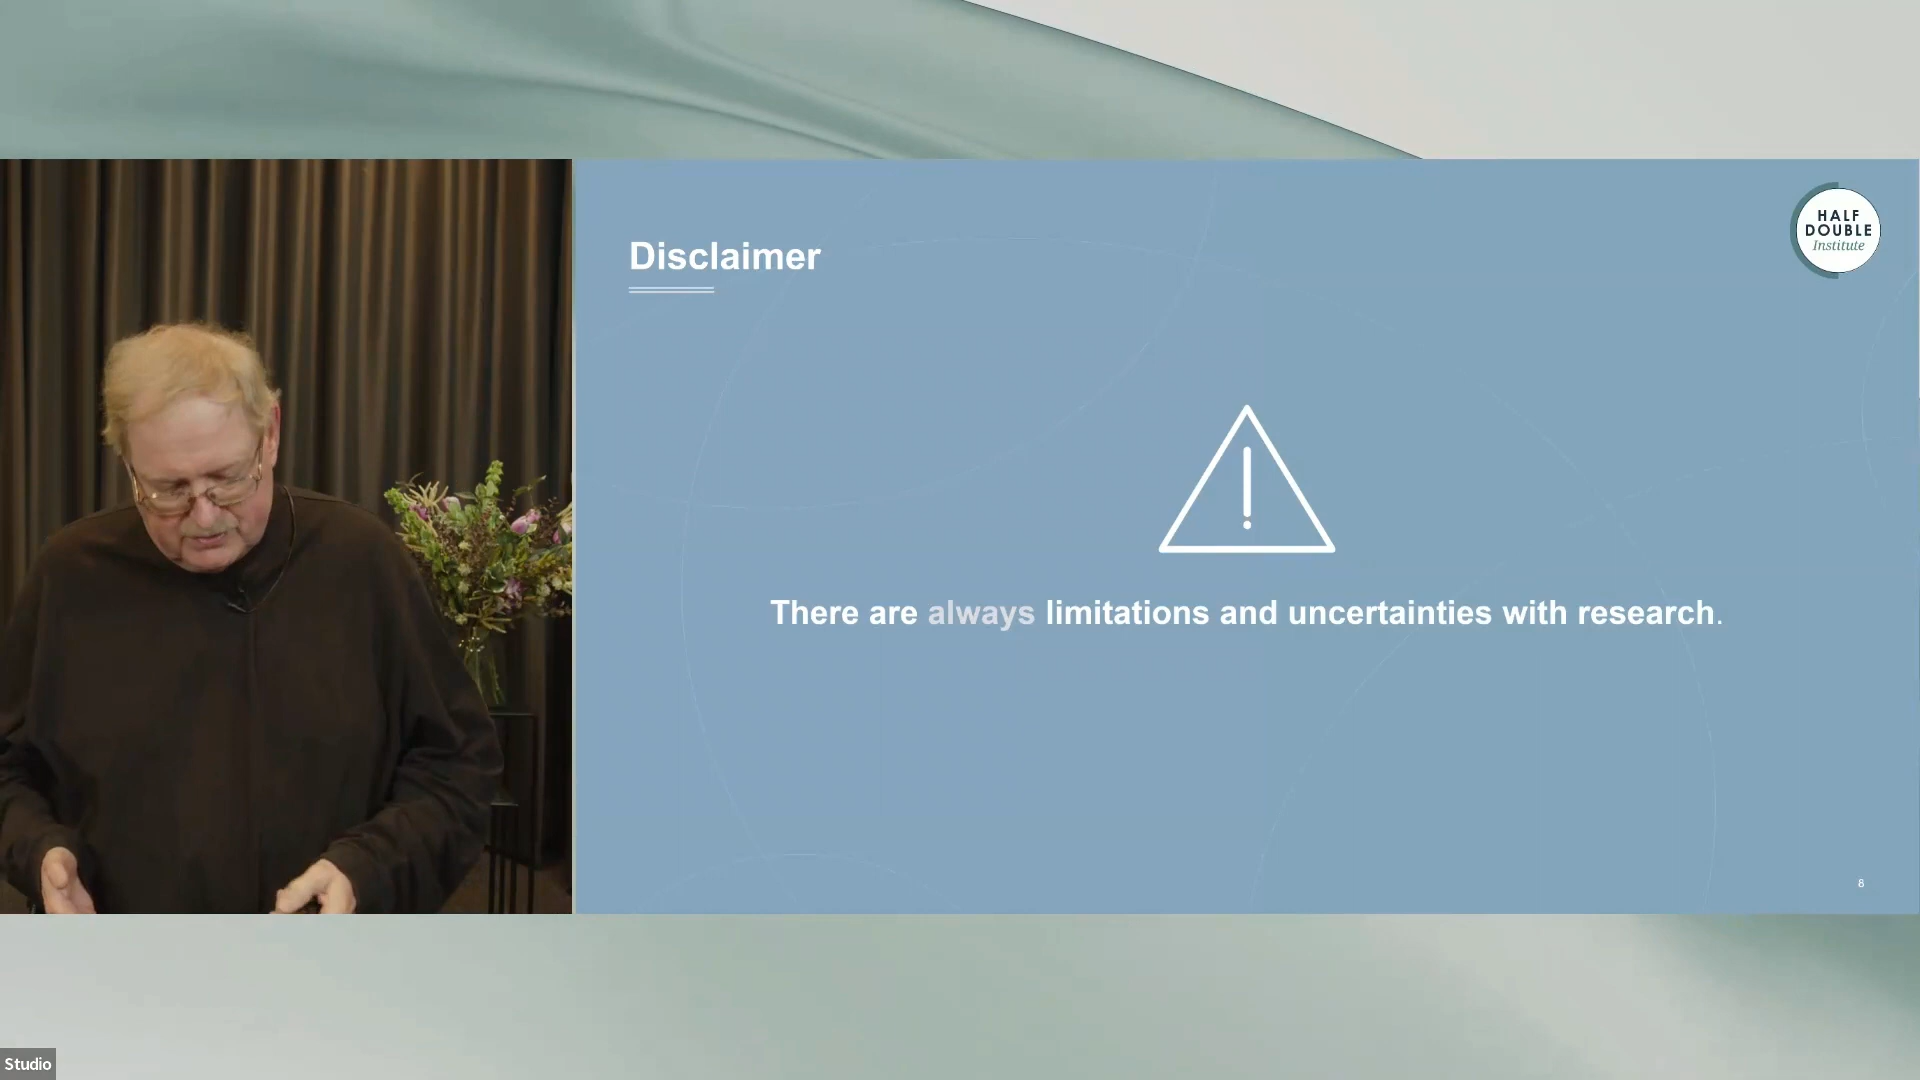 HALF
DOUBLE
Institute
Disclaimer
There are always limitations and uncertainties with research.
8
Studio